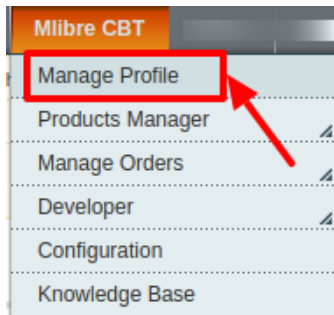 Mlibre CBT
Manage Profile
Products Manager
Manage Orders
Developer
Configuration
Knowledge Base